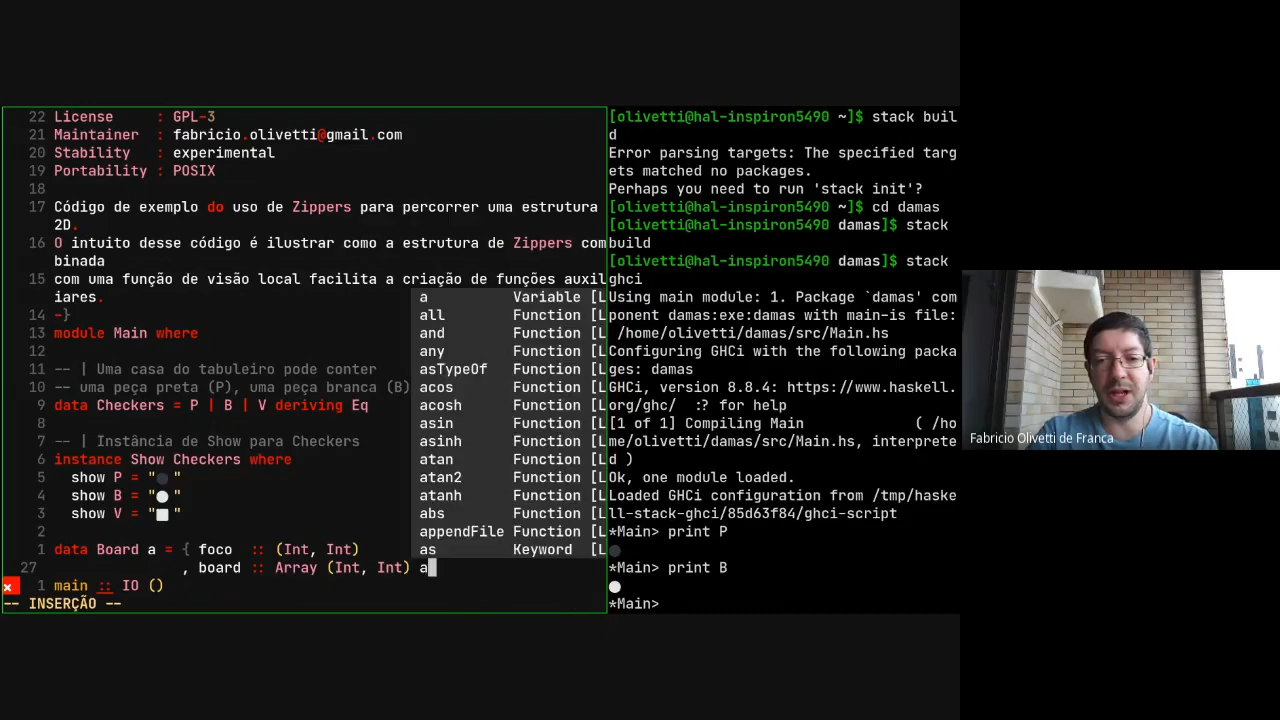 22 License     : GPL-3
21 Maintainer  : fabricio.olivetti@gmail.com
20 Stability   : experimental
19 Portability : POSIX
18
17 Código de exemplo do uso de Zippers para percorrer uma estrutura
2D.
16 O intuito desse código é ilustrar como a estrutura de Zippers com
binada
15 com uma função de visão local facilita a criação de funções auxil
iares.
14 -}
13 module Main where
12
11 -- | Uma casa do tabuleiro pode conter
10 -- uma peça preta (P), uma peça branca (B)
9 data Checkers = P | B | V deriving Eq
8
7 -- | Instância de Show para Checkers
6 instance Show Checkers where
5   show P = "⚫"
4   show B = "⚪"
3   show V = "⬜"
2
1 data Board a = { foco  :: (Int, Int)
27                , board :: Array (Int, Int) a
× 1 main :: IO ()
-- INSERÇÃO --
a Variable [L
all Function [L
and Function [L
any Function [L
asTypeOf Function [L
acos Function [L
acosh Function [L
asin Function [L
asinh Function [L
atan Function [L
atan2 Function [L
atanh Function [L
abs Function [L
appendFile Function [L
as Keyword [L
[olivetti@hal-inspiron5490 ~]$ stack buil
d
Error parsing targets: The specified targ
ets matched no packages.
Perhaps you need to run 'stack init'?
[olivetti@hal-inspiron5490 ~]$ cd damas
[olivetti@hal-inspiron5490 damas]$ stack
build
[olivetti@hal-inspiron5490 damas]$ stack
ghci
Using main module: 1. Package `damas' com
ponent damas:exe:damas with main-is file:
 /home/olivetti/damas/src/Main.hs
Configuring GHCi with the following packa
ges: damas
GHCi, version 8.8.4: https://www.haskell.
org/ghc/  :? for help
[1 of 1] Compiling Main             ( /ho
me/olivetti/damas/src/Main.hs, interprete
d )
Ok, one module loaded.
Loaded GHCi configuration from /tmp/haske
ll-stack-ghci/85d63f84/ghci-script
*Main> print P
⚫
*Main> print B
⚪
*Main>
Fabricio Olivetti de Franca